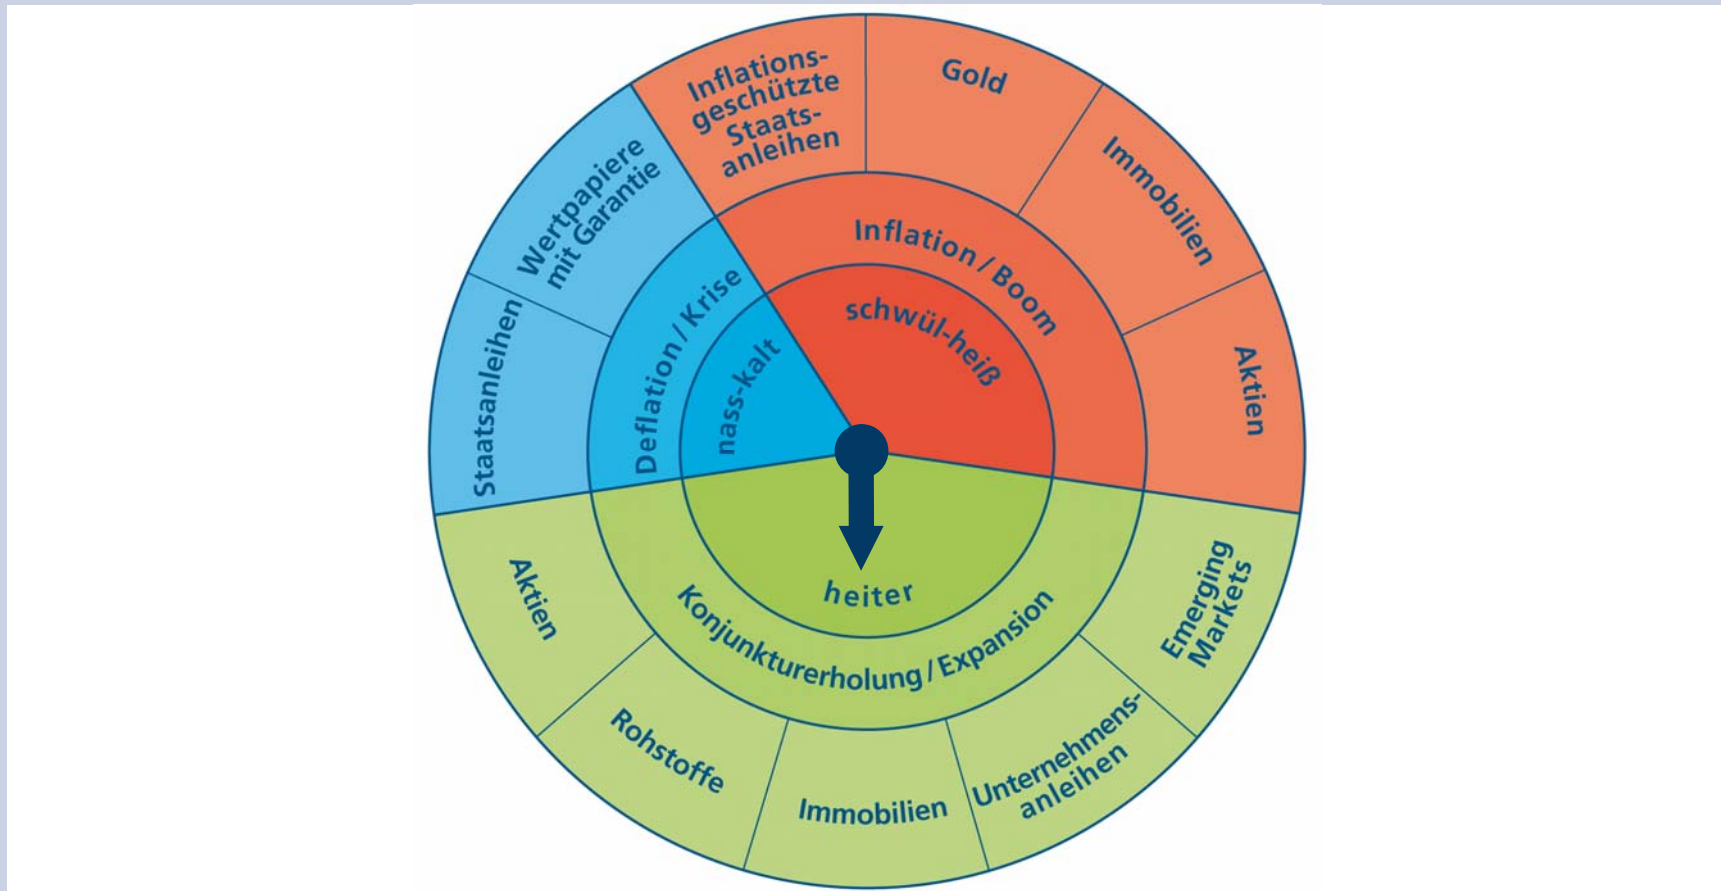 Inflations-
geschützte
Staats-
anleihen
Gold
Immobilien
Aktien
Wertpapiere
mit Garantie
Staatsanleihen
Inflation / Boom
schwül-heiß
Deflation / Krise
nass-kalt
heiter
Konjunkturerholung / Expansion
Aktien
Rohstoffe
Immobilien
Unternehmens-
anleihen
Emerging
Markets